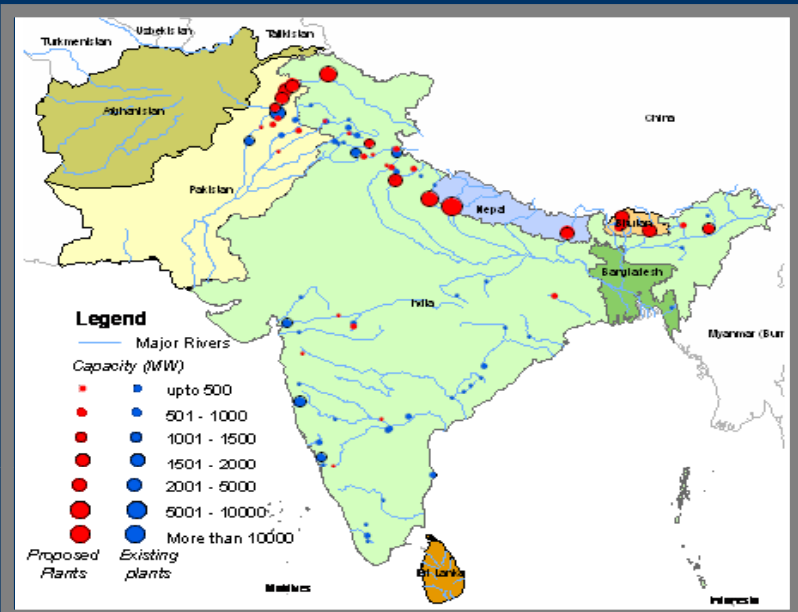 Uzbekistan
Tajikistan
Turkmenistan
Afghanistan
China
Pakistan
Nepal
Bhutan
Bangladesh
India
Myanmar (Burr
Legend
Major Rivers
Capacity (MW)
upto 500
501 - 1000
1001 - 1500
1501 - 2000
2001 - 5000
5001 - 10000
More than 10000
Proposed Existing
Plants plants
Sri Lanka
Maldives
Indonesia